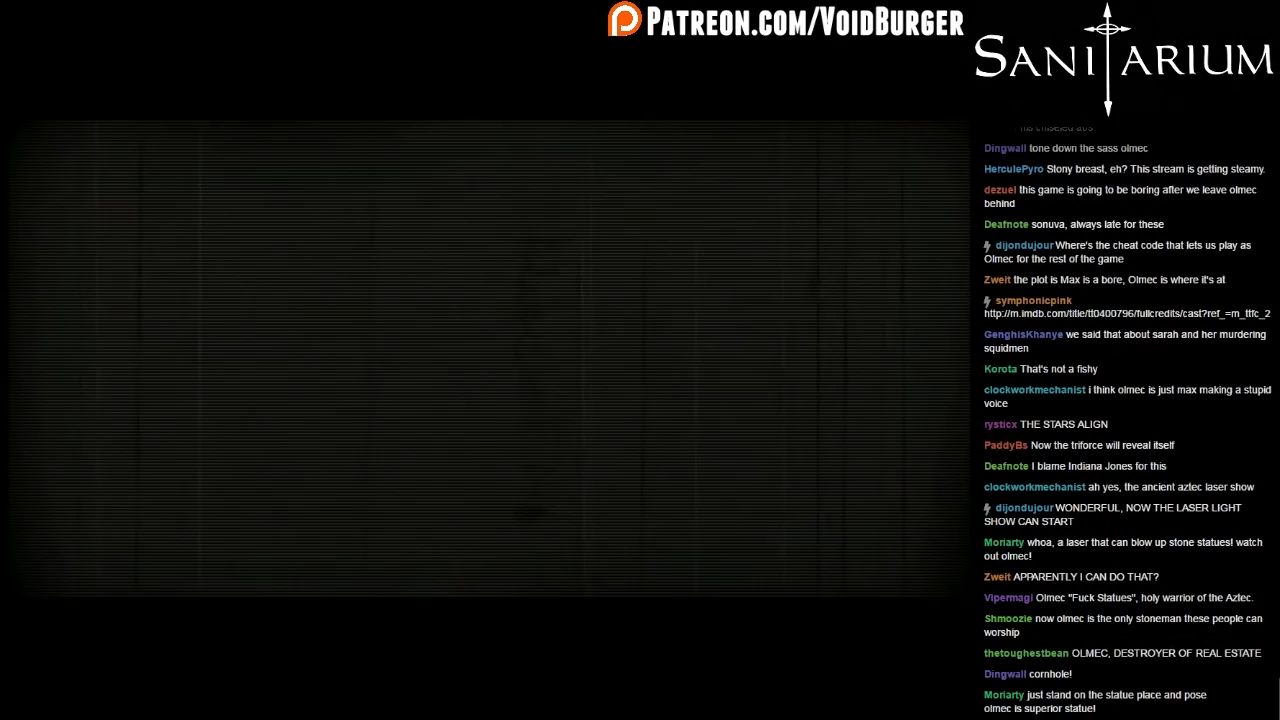 Patreon.com/VoidBurger
Sanitarium
his chiseled abs
Dingwall tone down the sass olmec
HerculePyro Stony breast, eh? This stream is getting steamy.
dezuel this game is going to be boring after we leave olmec
behind
Deafnote sonuva, always late for these
dijondujour Where's the cheat code that lets us play as
Olmec for the rest of the game
Zweit the plot is Max is a bore, Olmec is where it's at
symphonicpink
http://m.imdb.com/title/tt0400796/fullcredits/cast?ref_=m_ttfc_2
GenghisKhanye we said that about sarah and her murdering
squidmen
Korota That's not a fishy
clockworkmechanist i think olmec is just max making a stupid
voice
rysticx THE STARS ALIGN
PaddyBs Now the triforce will reveal itself
Deafnote I blame Indiana Jones for this
clockworkmechanist ah yes, the ancient aztec laser show
dijondujour WONDERFUL, NOW THE LASER LIGHT
SHOW CAN START
Moriarty whoa, a laser that can blow up stone statues! watch
out olmec!
Zweit APPARENTLY I CAN DO THAT?
Vipermagi Olmec "Fuck Statues", holy warrior of the Aztec.
Shmoozie now olmec is the only stoneman these people can
worship
thetoughestbean OLMEC, DESTROYER OF REAL ESTATE
Dingwall cornhole!
Moriarty just stand on the statue place and pose
olmec is superior statue!